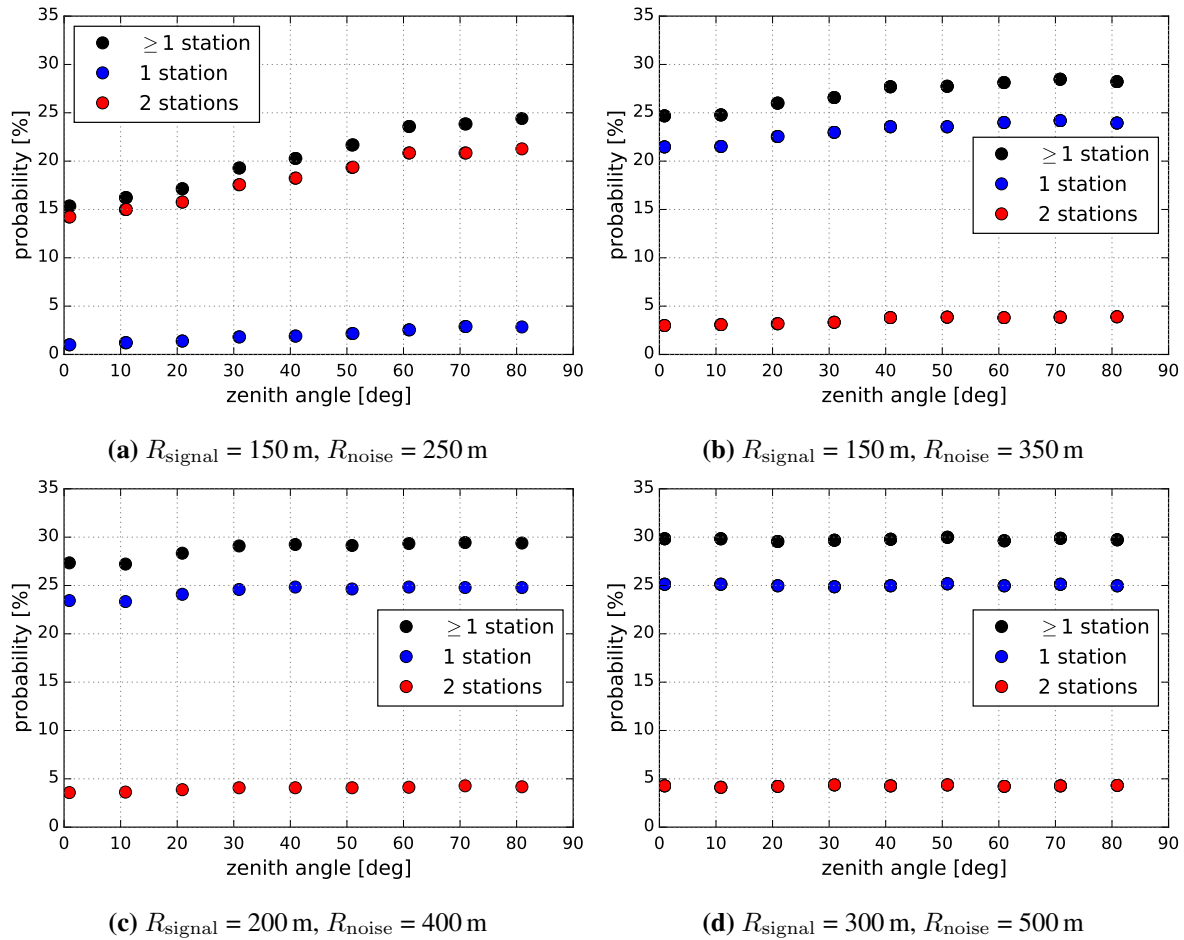 35
30
25
20
15
10
5
0
probability [%]
≥ 1 station
1 station
2 stations
0 10 20 30 40 50 60 70 80 90
zenith angle [deg]
(a) R_signal = 150 m, R_noise = 250 m
35
30
25
20
15
10
5
0
probability [%]
≥ 1 station
1 station
2 stations
0 10 20 30 40 50 60 70 80 90
zenith angle [deg]
(b) R_signal = 150 m, R_noise = 350 m
35
30
25
20
15
10
5
0
probability [%]
≥ 1 station
1 station
2 stations
0 10 20 30 40 50 60 70 80 90
zenith angle [deg]
(c) R_signal = 200 m, R_noise = 400 m
35
30
25
20
15
10
5
0
probability [%]
≥ 1 station
1 station
2 stations
0 10 20 30 40 50 60 70 80 90
zenith angle [deg]
(d) R_signal = 300 m, R_noise = 500 m